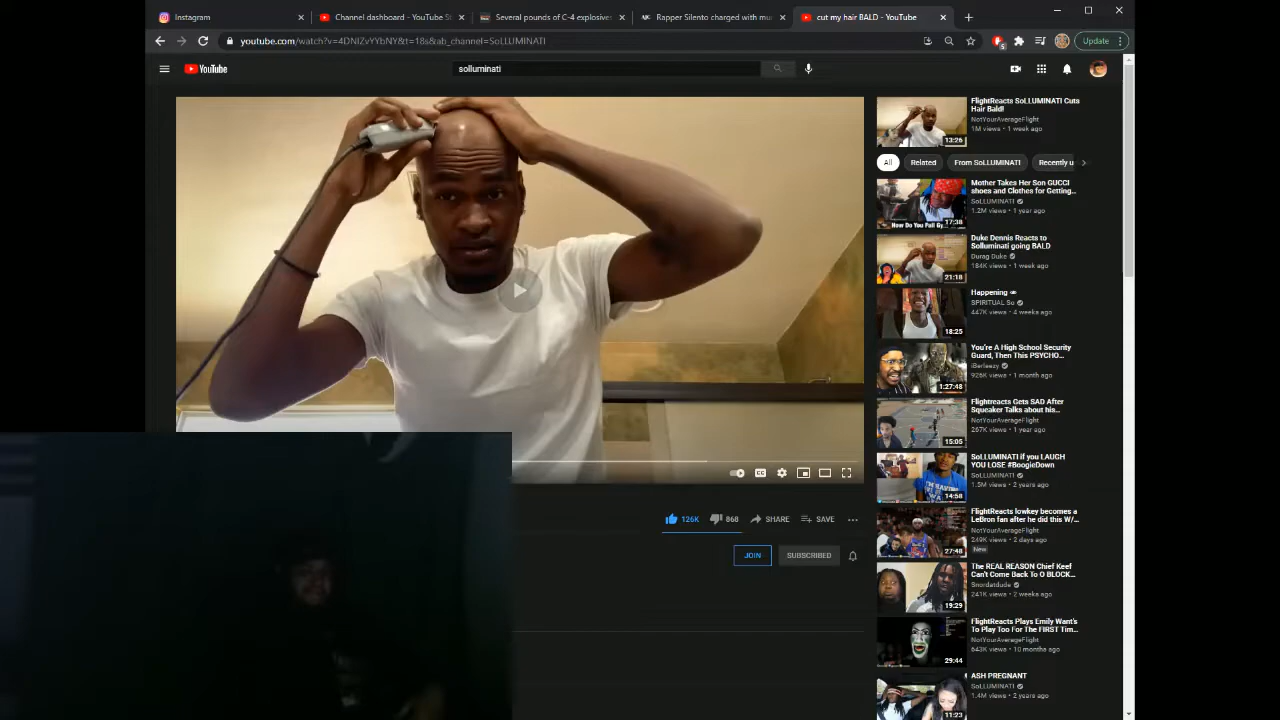 Instagram
Channel dashboard - YouTube St
Several pounds of C-4 explosive
Rapper Silento charged with mu
cut my hair BALD - YouTube
youtube.com/watch?v=4DNIZvYYbNY&t=18s&ab_channel=SoLLUMINATI
Update
YouTube
solluminati
FlightReacts SoLLUMINATI Cuts
Hair Bald!
NotYourAverageFlight
1M views • 1 week ago
13:26
All
Related
From SoLLUMINATI
Recently u
Mother Takes Her Son GUCCI
shoes and Clothes for Getting...
SoLLUMINATI
1.2M views • 1 year ago
How Do You Fail Gy
17:38
Duke Dennis Reacts to
Solluminati going BALD
Durag Duke
184K views • 1 week ago
21:18
Happening
SPIRITUAL So
447K views • 4 weeks ago
18:25
You're A High School Security
Guard, Then This PSYCHO...
iBerleezy
926K views • 1 month ago
1:27:48
Flightreacts Gets SAD After
Squeaker Talks about his...
NotYourAverageFlight
267K views • 1 year ago
15:05
SoLLUMINATI if you LAUGH
YOU LOSE #BoogieDown
SoLLUMINATI
1.5M views • 2 years ago
14:58
CC
126K
868
SHARE
SAVE
JOIN
SUBSCRIBED
FlightReacts lowkey becomes a
LeBron fan after he did this W/...
NotYourAverageFlight
249K views • 2 days ago
New
27:48
The REAL REASON Chief Keef
Can't Come Back To O BLOCK...
Snordatdude
241K views • 2 weeks ago
19:29
FlightReacts Plays Emily Want's
To Play Too For The FIRST Tim...
NotYourAverageFlight
643K views • 10 months ago
29:44
ASH PREGNANT
SoLLUMINATI
1.4M views • 2 years ago
11:23